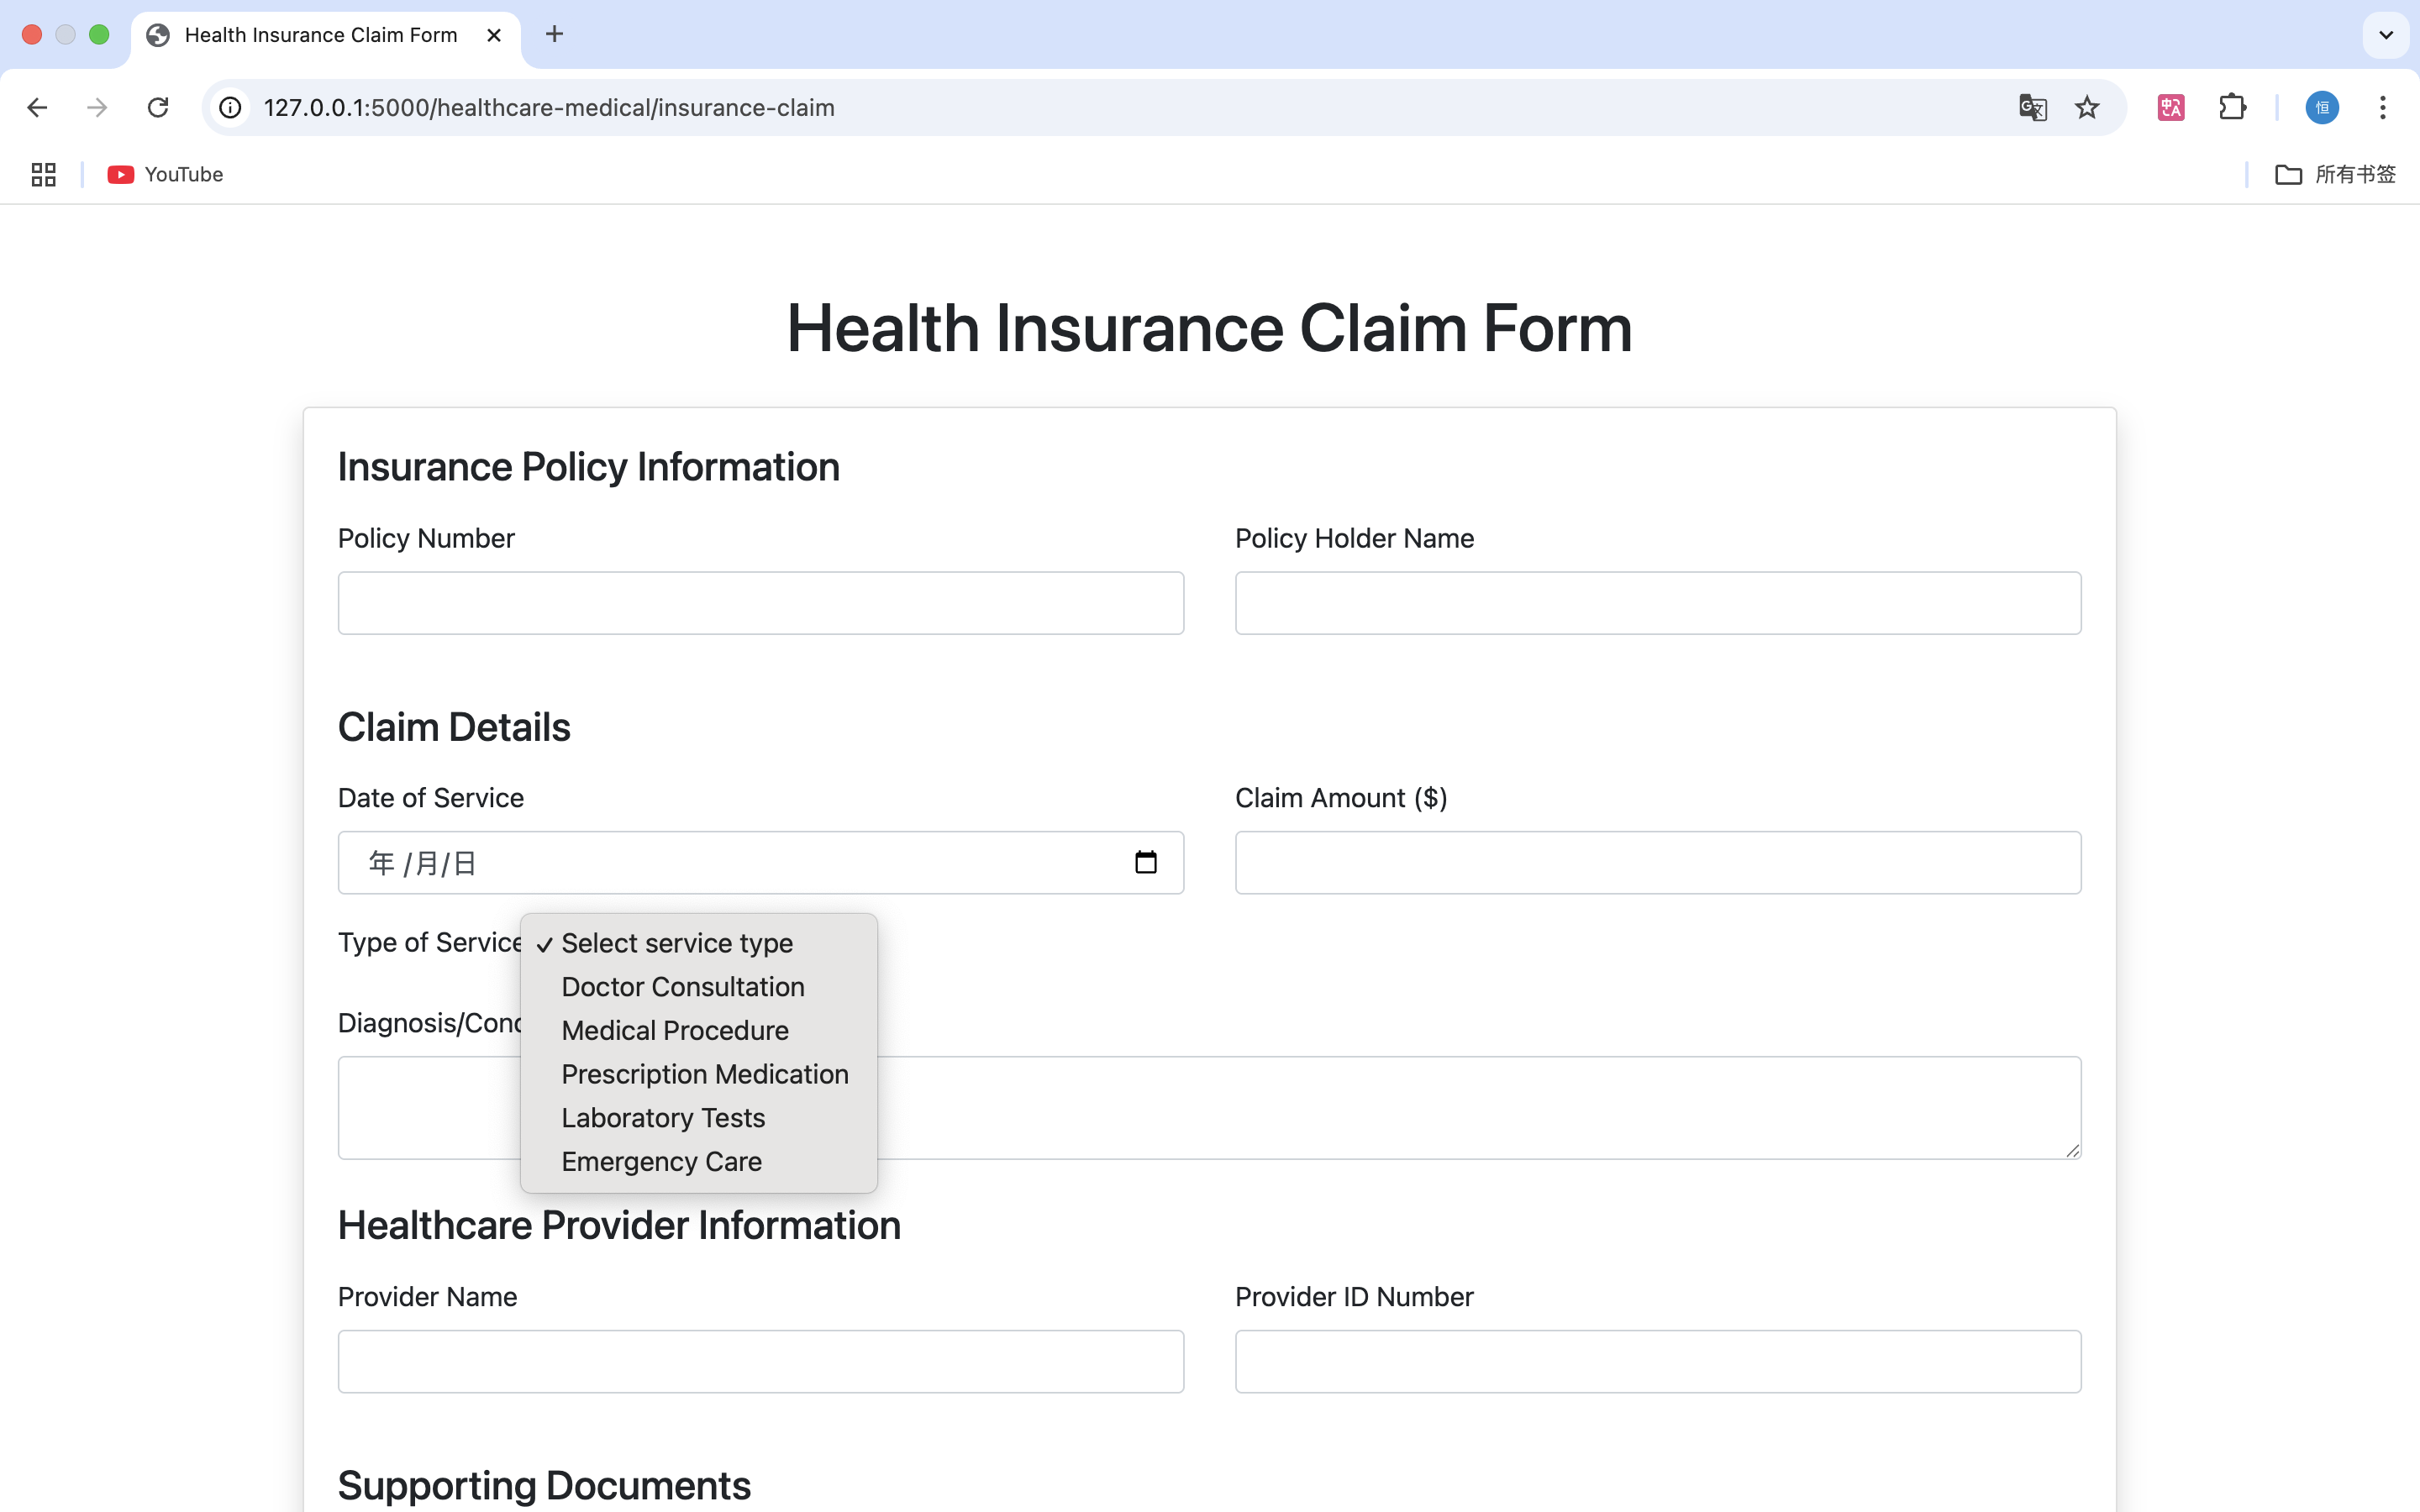 Health Insurance Claim Form
127.0.0.1:5000/healthcare-medical/insurance-claim
恒
YouTube
所有书签
Health Insurance Claim Form
Insurance Policy Information
Policy Number
Policy Holder Name
Claim Details
Date of Service
Claim Amount ($)
年 /月/日
Type of Service
Select service type
Doctor Consultation
Medical Procedure
Prescription Medication
Laboratory Tests
Emergency Care
Healthcare Provider Information
Provider Name
Provider ID Number
Supporting Documents